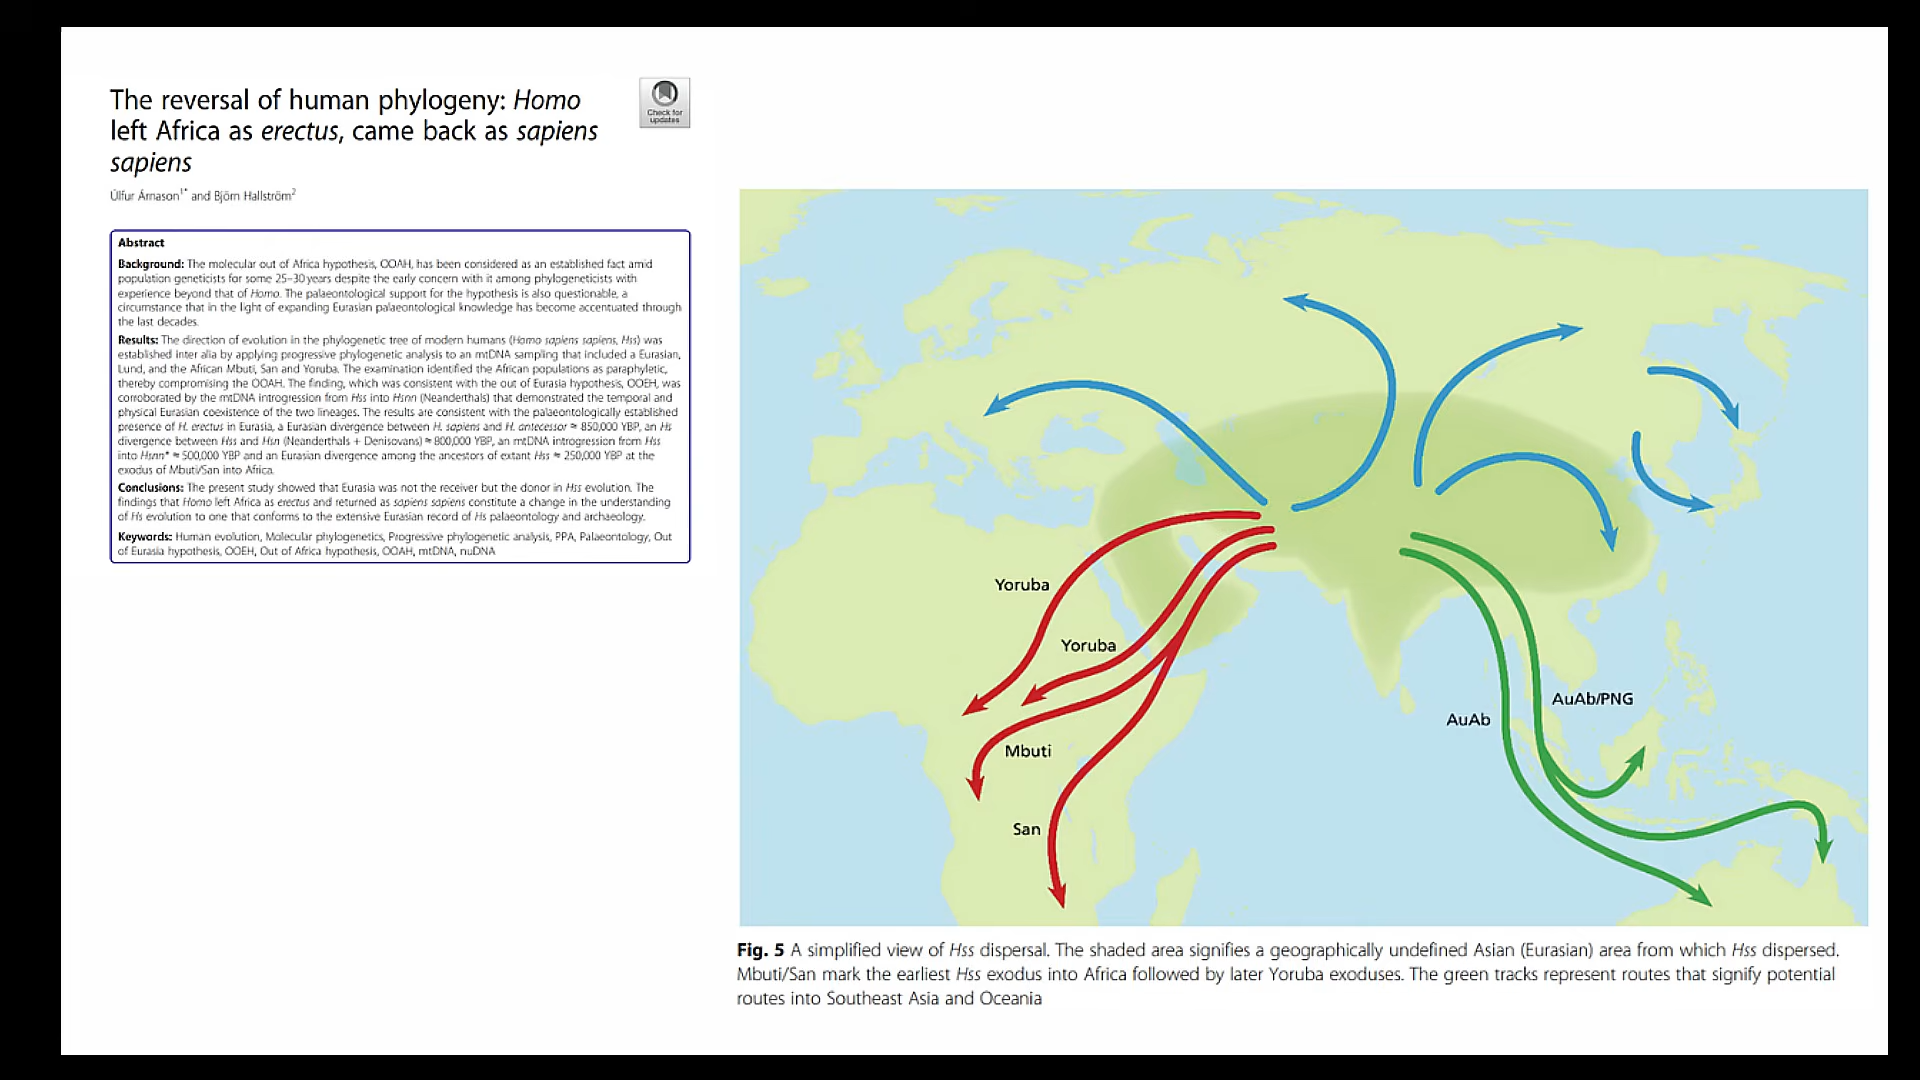 The reversal of human phylogeny: Homo
left Africa as erectus, came back as sapiens
sapiens
Check for
updates
Úlfur Árnason1* and Björn Hallström2
Abstract
Background: The molecular out of Africa hypothesis, OOAH, has been considered as an established fact amid
population geneticists for some 25–30 years despite the early concern with it among phylogeneticists with
experience beyond that of Homo. The palaeontological support for the hypothesis is also questionable, a
circumstance that in the light of expanding Eurasian palaeontological knowledge has become accentuated through
the last decades.
Results: The direction of evolution in the phylogenetic tree of modern humans (Homo sapiens sapiens, Hss) was
established inter alia by applying progressive phylogenetic analysis to an mtDNA sampling that included a Eurasian,
Lund, and the African Mbuti, San and Yoruba. The examination identified the African populations as paraphyletic,
thereby compromising the OOAH. The finding, which was consistent with the out of Eurasia hypothesis, OOEH, was
corroborated by the mtDNA introgression from Hss into Hsnn (Neanderthals) that demonstrated the temporal and
physical Eurasian coexistence of the two lineages. The results are consistent with the palaeontologically established
presence of H. erectus in Eurasia, a Eurasian divergence between H. sapiens and H. antecessor ≈ 850,000 YBP, an Hs
divergence between Hss and Hsn (Neanderthals + Denisovans) ≈ 800,000 YBP, an mtDNA introgression from Hss
into Hsnn* ≈ 500,000 YBP and an Eurasian divergence among the ancestors of extant Hss ≈ 250,000 YBP at the
exodus of Mbuti/San into Africa.
Conclusions: The present study showed that Eurasia was not the receiver but the donor in Hss evolution. The
findings that Homo left Africa as erectus and returned as sapiens sapiens constitute a change in the understanding
of Hs evolution to one that conforms to the extensive Eurasian record of Hs palaeontology and archaeology.
Keywords: Human evolution, Molecular phylogenetics, Progressive phylogenetic analysis, PPA, Palaeontology, Out
of Eurasia hypothesis, OOEH, Out of Africa hypothesis, OOAH, mtDNA, nuDNA
Yoruba
Yoruba
Mbuti
San
AuAb
AuAb/PNG
Fig. 5 A simplified view of Hss dispersal. The shaded area signifies a geographically undefined Asian (Eurasian) area from which Hss dispersed.
Mbuti/San mark the earliest Hss exodus into Africa followed by later Yoruba exoduses. The green tracks represent routes that signify potential
routes into Southeast Asia and Oceania